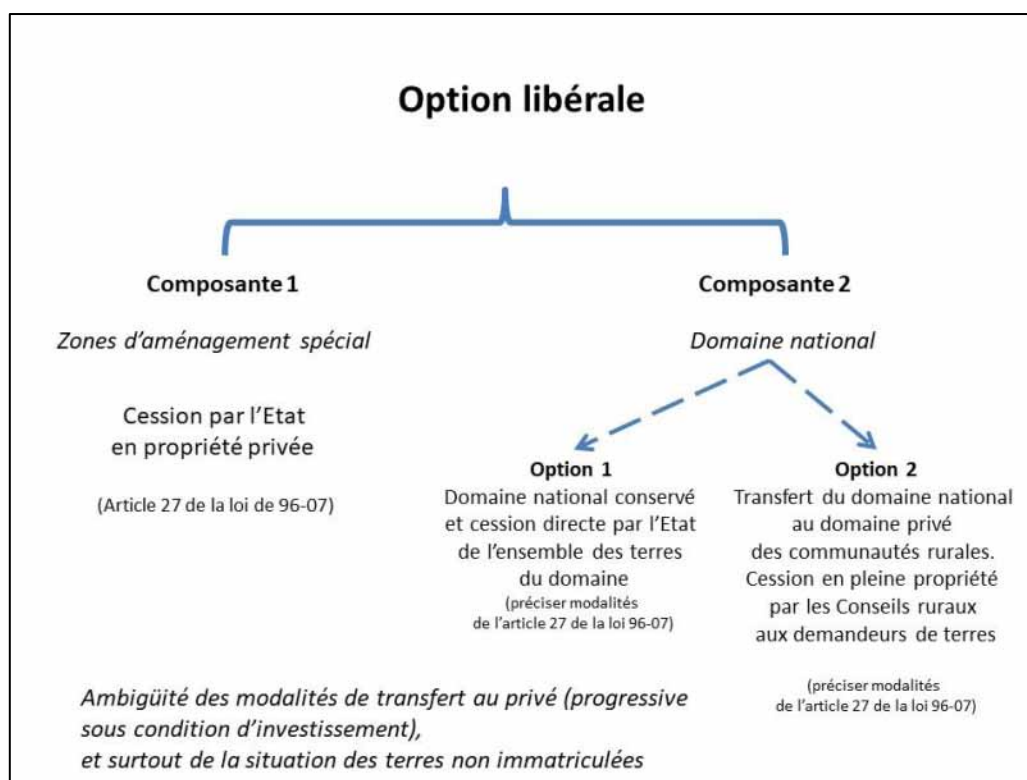 Option libérale
Composante 1
Zones d'aménagement spécial
Cession par l'Etat
en propriété privée
(Article 27 de la loi de 96-07)
Composante 2
Domaine national
Option 1
Domaine national conservé
et cession directe par l'Etat
de l'ensemble des terres
du domaine
(préciser modalités
de l'article 27 de la loi 96-07)
Option 2
Transfert du domaine national
au domaine privé
des communautés rurales.
Cession en pleine propriété
par les Conseils ruraux
aux demandeurs de terres
(préciser modalités
de l'article 27 de la loi 96-07)
Ambigüité des modalités de transfert au privé (progressive
sous condition d'investissement),
et surtout de la situation des terres non immatriculées